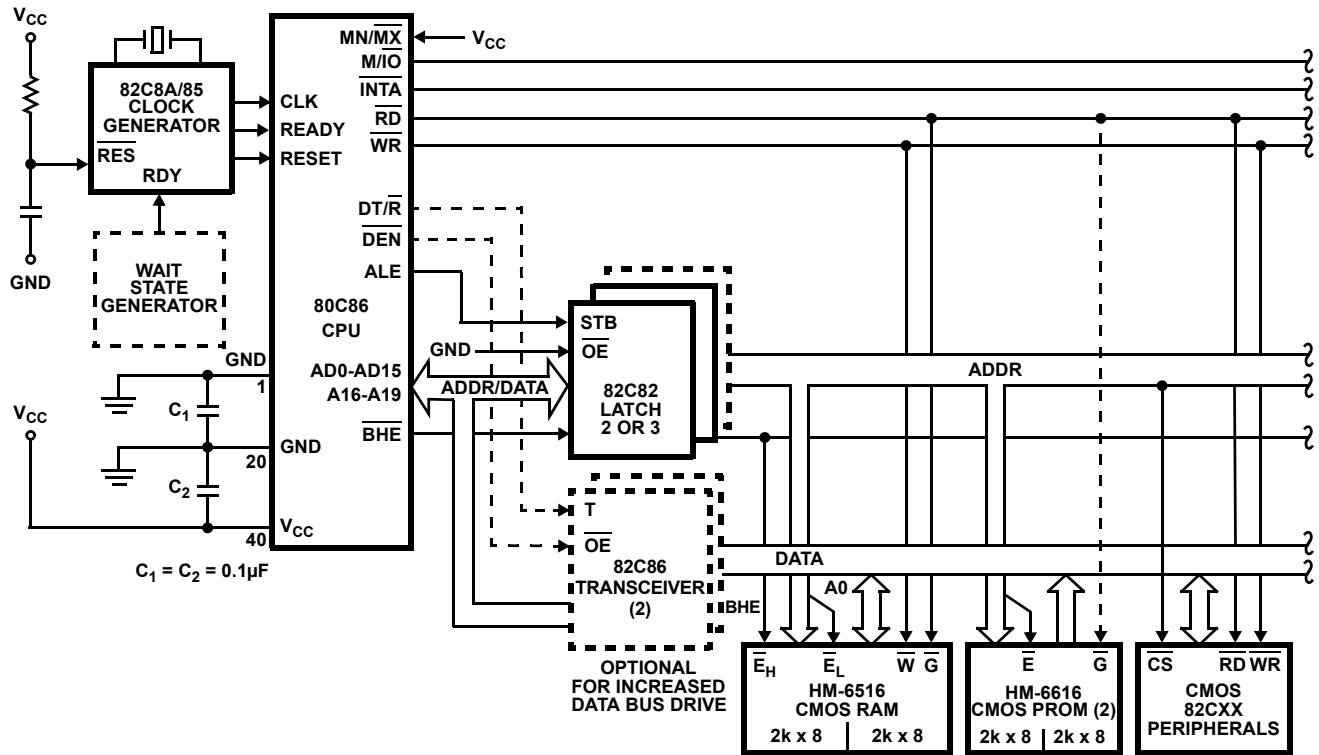 VCC
82C8A/85
CLOCK
GENERATOR
RES
RDY
WAIT
STATE
GENERATOR
GND
MN/MX
VCC
M/IO
INTA
RD
WR
CLK
READY
RESET
DT/R
DEN
ALE
80C86
CPU
GND
1
AD0-AD15
A16-A19
BHE
VCC
C1
GND
20
C2
VCC
40
C1 = C2 = 0.1µF
ADDR/DATA
GND
STB
OE
82C82
LATCH
2 OR 3
ADDR
T
OE
82C86
TRANSCEIVER
(2)
OPTIONAL
FOR INCREASED
DATA BUS DRIVE
DATA
BHE
A0
EH EL W G
HM-6516
CMOS RAM
2k x 8 2k x 8
E G
HM-6616
CMOS PROM (2)
2k x 8 2k x 8
CS RD WR
CMOS
82CXX
PERIPHERALS